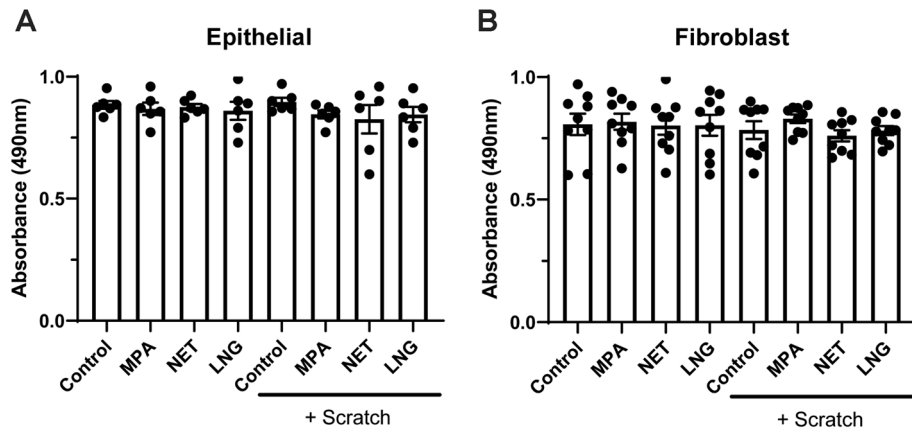 A
Epithelial
Absorbance (490nm)
1.0
0.5
0.0
Control
MPA
NET
LNG
Control
MPA
NET
LNG
+ Scratch
B
Fibroblast
Absorbance (490nm)
1.0
0.5
0.0
Control
MPA
NET
LNG
Control
MPA
NET
LNG
+ Scratch